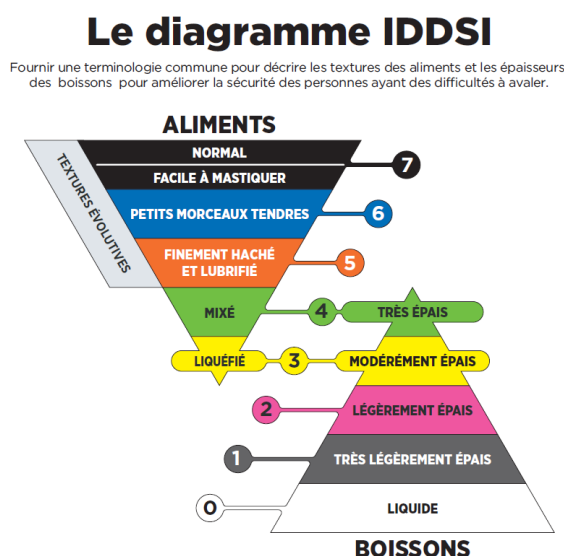 Le diagramme IDDSI
Fournir une terminologie commune pour décrire les textures des aliments et les épaisseurs
des boissons pour améliorer la sécurité des personnes ayant des difficultés à avaler.
ALIMENTS
TEXTURES ÉVOLUTIVES
NORMAL
FACILE À MASTIQUER
7
PETITS MORCEAUX TENDRES
6
FINEMENT HACHÉ
ET LUBRIFIÉ
5
MIXÉ
4
TRÈS ÉPAIS
LIQUÉFIÉ
3
MODÉRÉMENT ÉPAIS
2
LÉGÈREMENT ÉPAIS
1
TRÈS LÉGÈREMENT ÉPAIS
0
LIQUIDE
BOISSONS